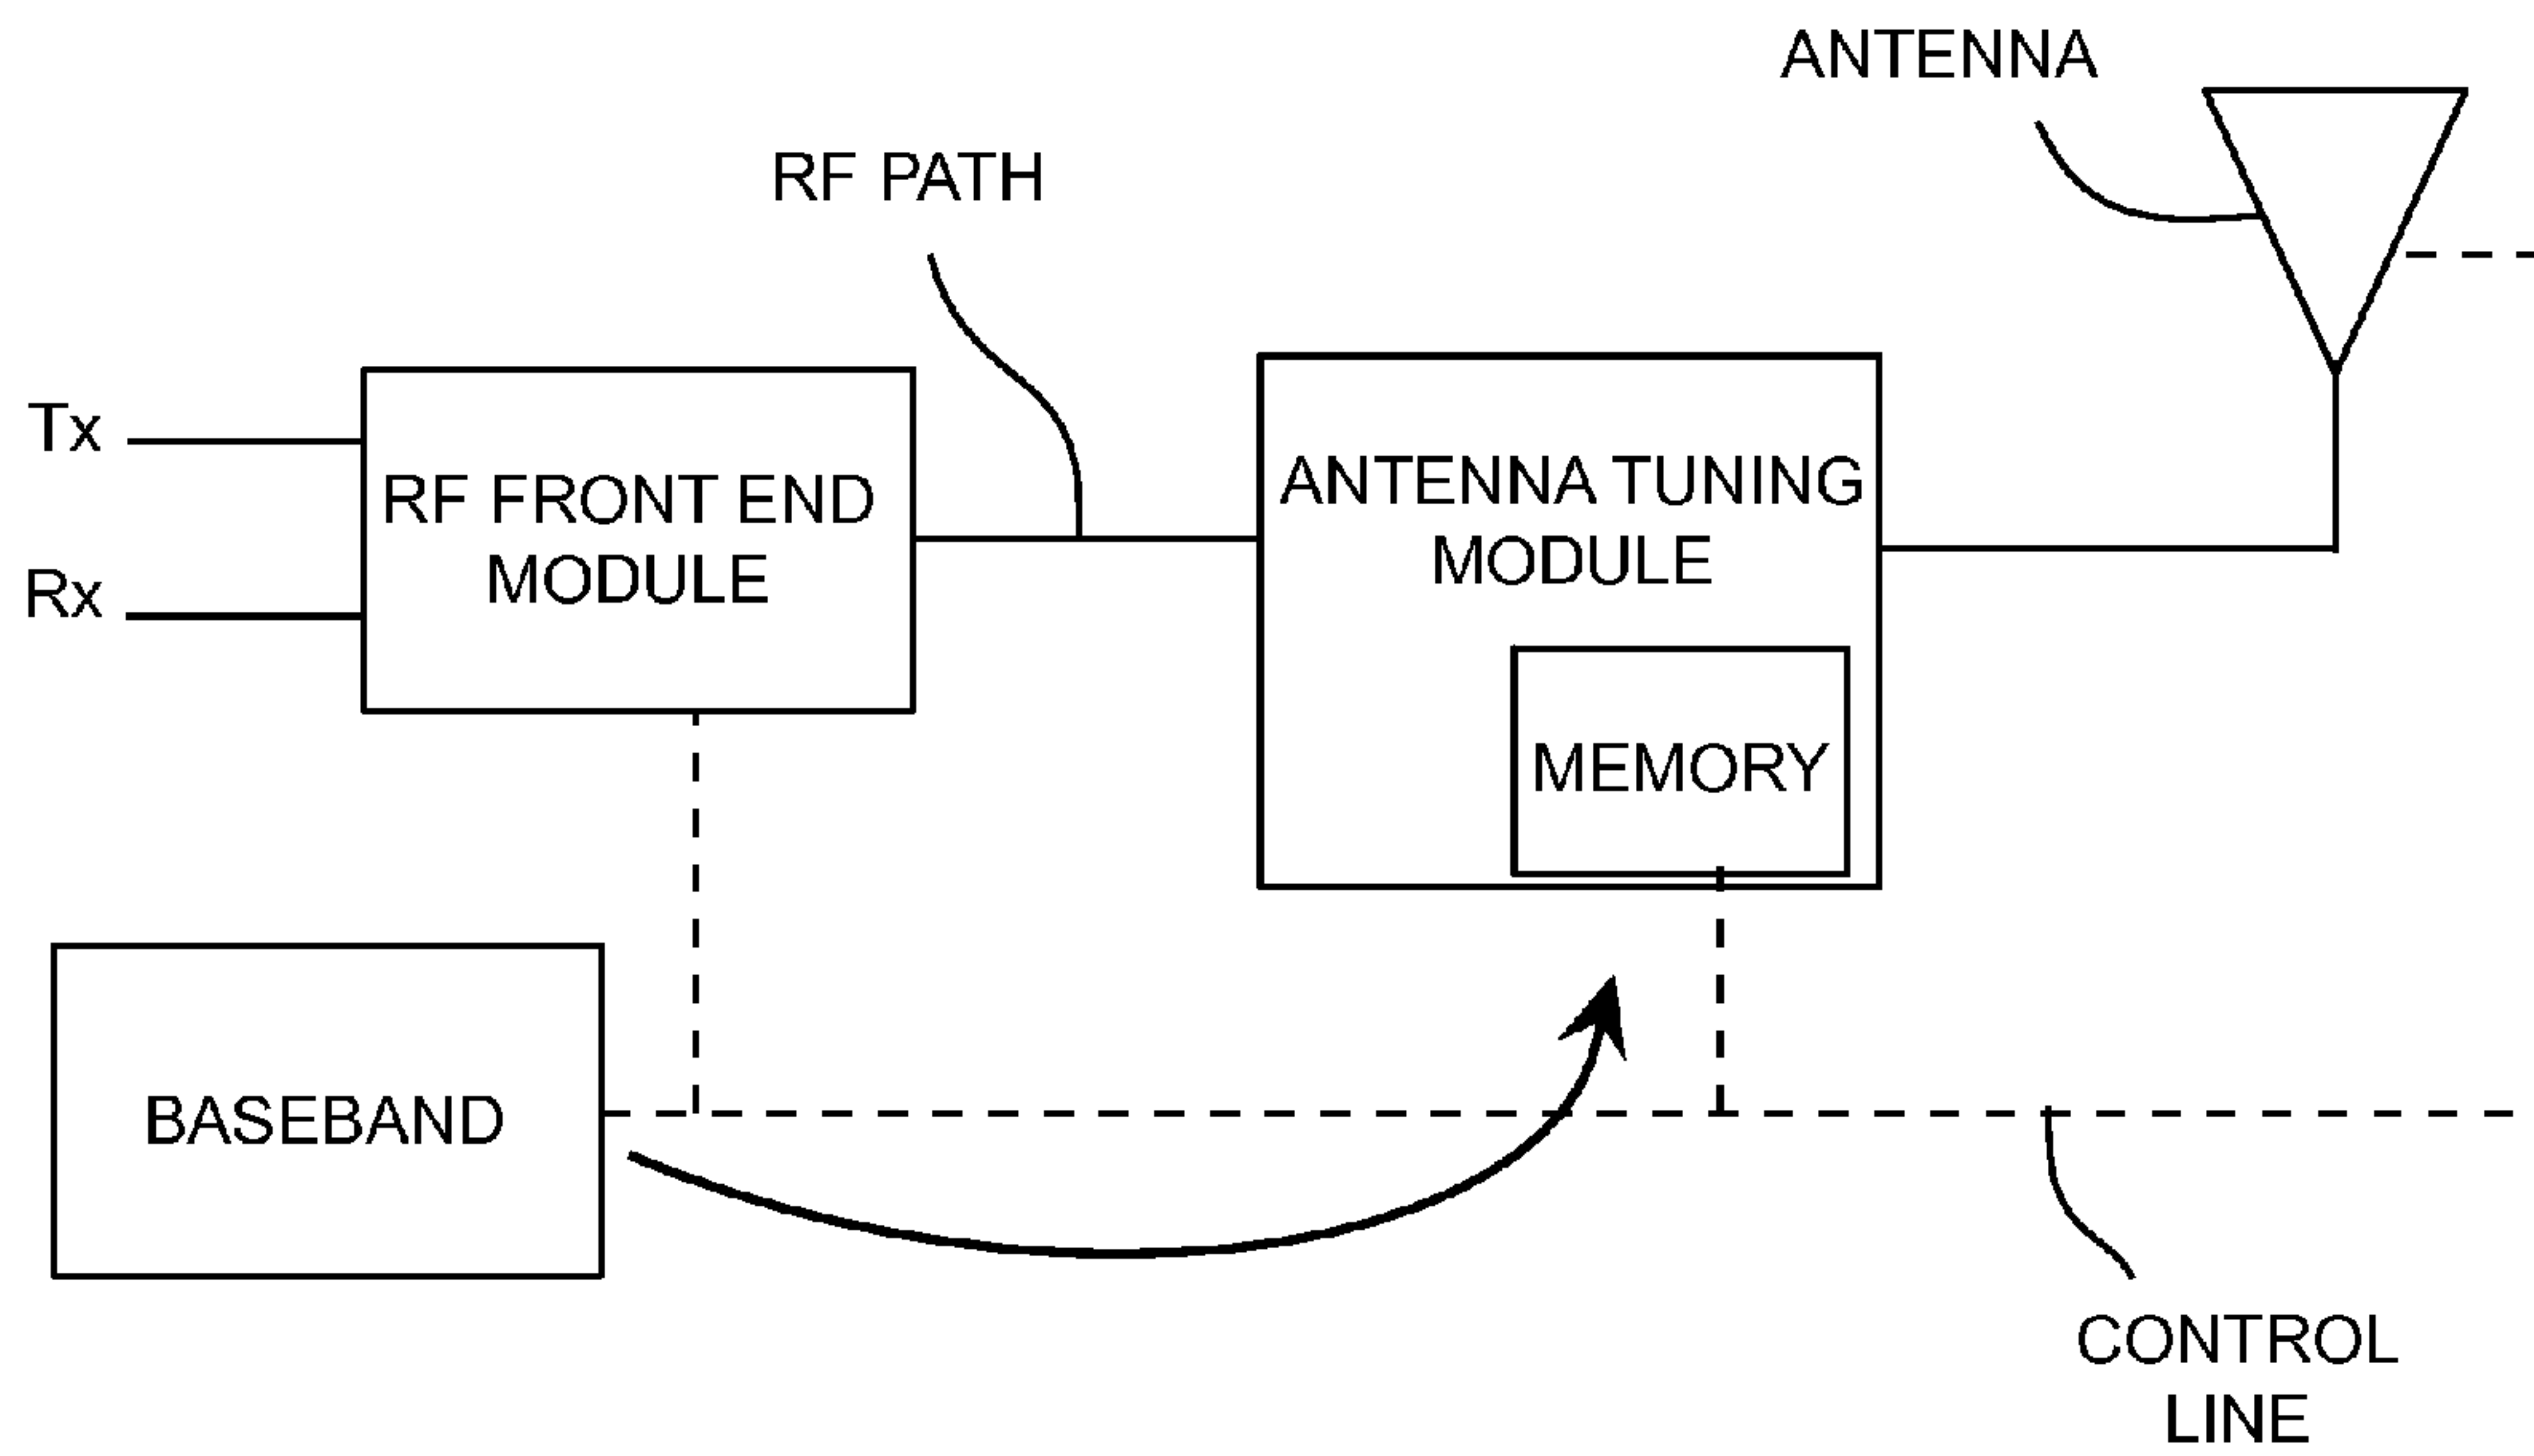 ANTENNA
RF PATH
Tx
Rx
RF FRONT END
MODULE
ANTENNA TUNING
MODULE
MEMORY
BASEBAND
CONTROL
LINE